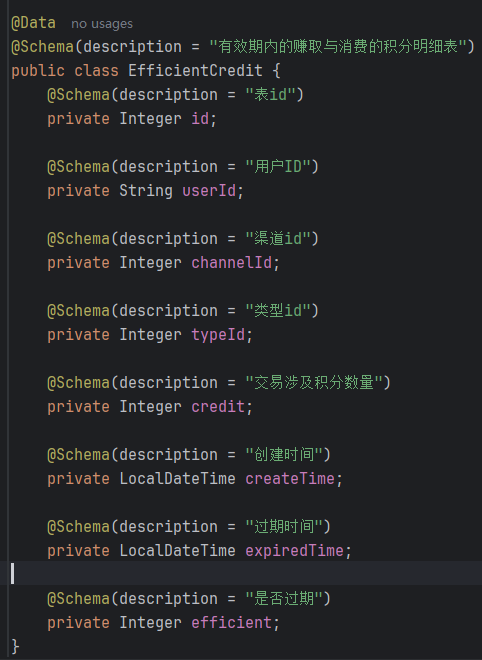 @Data no usages
@Schema(description = "有效期内的赚取与消费的积分明细表")
public class EfficientCredit {
@Schema(description = "表id")
private Integer id;
@Schema(description = "用户ID")
private String userId;
@Schema(description = "渠道id")
private Integer channelId;
@Schema(description = "类型id")
private Integer typeId;
@Schema(description = "交易涉及积分数量")
private Integer credit;
@Schema(description = "创建时间")
private LocalDateTime createTime;
@Schema(description = "过期时间")
private LocalDateTime expiredTime;
@Schema(description = "是否过期")
private Integer efficient;
}